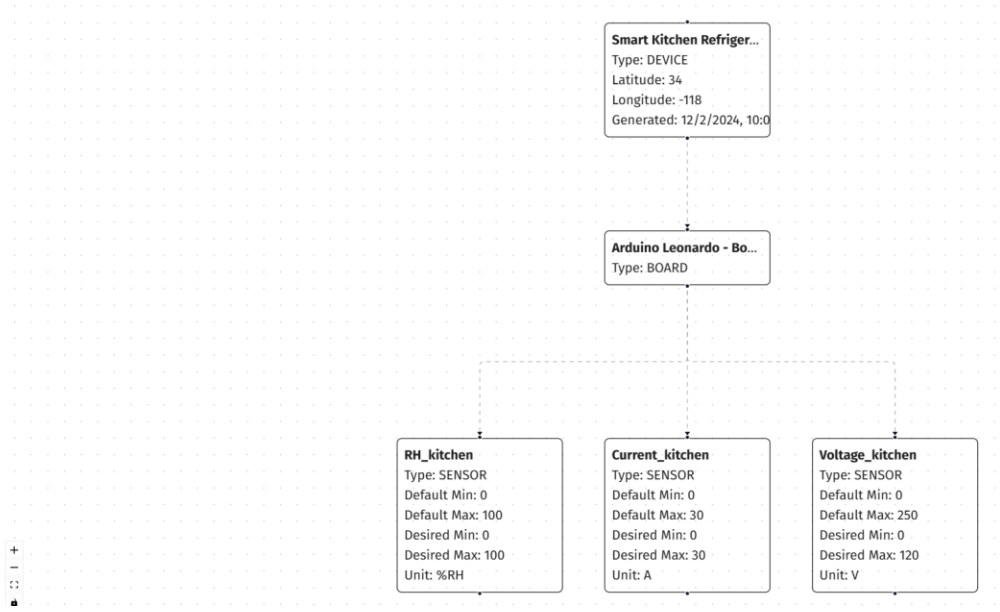 Smart Kitchen Refriger...
Type: DEVICE
Latitude: 34
Longitude: -118
Generated: 12/2/2024, 10:0
Arduino Leonardo - Bo...
Type: BOARD
RH_kitchen
Type: SENSOR
Default Min: 0
Default Max: 100
Desired Min: 0
Desired Max: 100
Unit: %RH
Current_kitchen
Type: SENSOR
Default Min: 0
Default Max: 30
Desired Min: 0
Desired Max: 30
Unit: A
Voltage_kitchen
Type: SENSOR
Default Min: 0
Default Max: 250
Desired Min: 0
Desired Max: 120
Unit: V